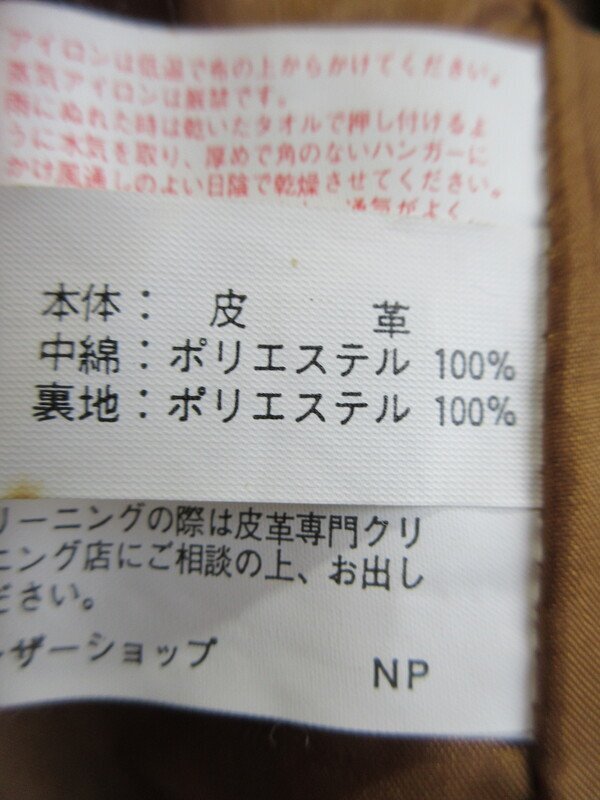 アイロンは低温で布の上からかけてください。
蒸気アイロンは厳禁です。
雨にぬれた時は乾いたタオルで押し付けるよ
うに水気を取り、厚めで角のないハンガーに
かけ風通しのよい日陰で乾燥させてください。
通気がよく
本体： 皮 革
中綿：ポリエステル 100%
裏地：ポリエステル 100%
リーニングの際は皮革専門クリ
ニング店にご相談の上、お出し
ださい。
レザーショップ NP